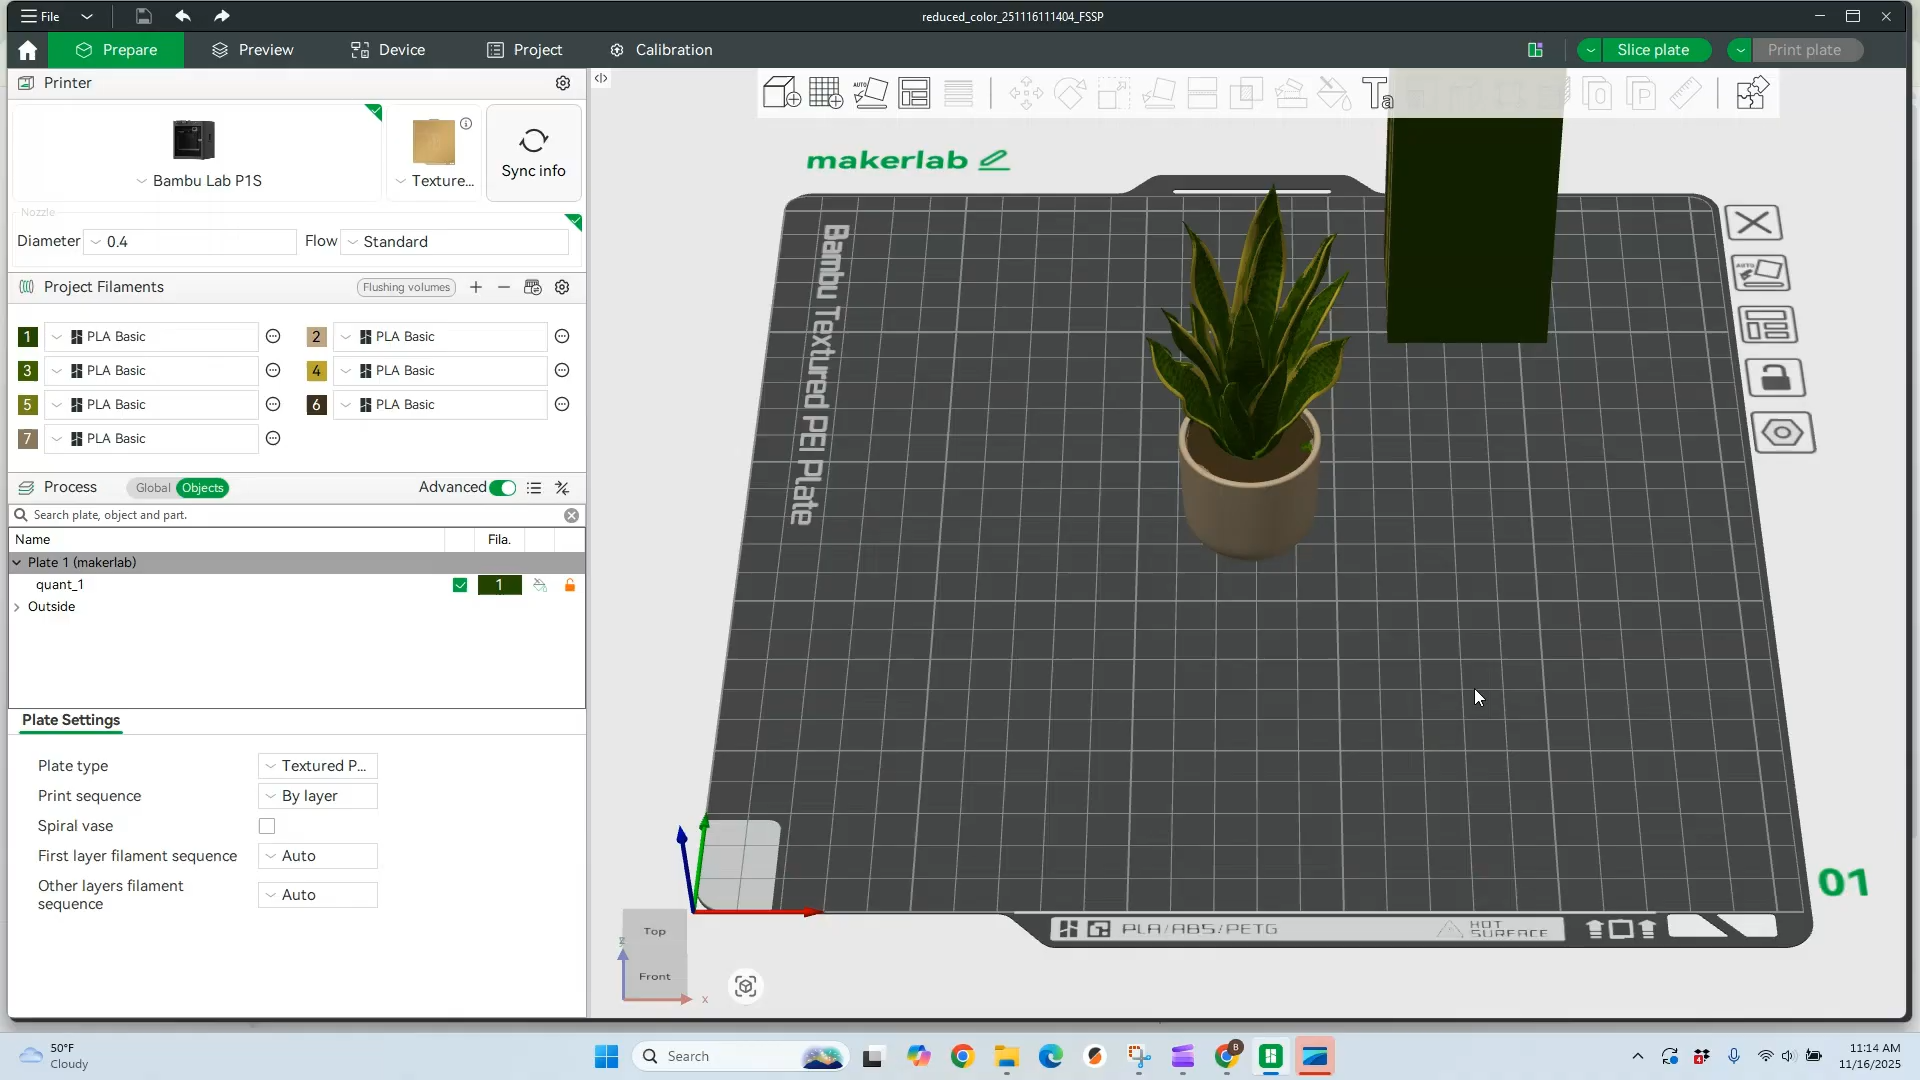 File
reduced_color_251116111404_FSSP
Prepare
Preview
Device
Project
Calibration
Slice plate
Print plate
Printer
Bambu Lab P1S
Texture...
Sync info
Nozzle
Diameter
0.4
Flow
Standard
Project Filaments
Flushing volumes
1 PLA Basic
2 PLA Basic
3 PLA Basic
4 PLA Basic
5 PLA Basic
6 PLA Basic
7 PLA Basic
Process
Global
Objects
Advanced
Search plate, object and part.
Name
Fila.
Plate 1 (makerlab)
quant_1
1
Outside
Plate Settings
Plate type
Textured P...
Print sequence
By layer
Spiral vase
First layer filament sequence
Auto
Other layers filament
sequence
Auto
AUTO
Ta
makerlab
Bambu Textured PEI Plate
AUTO
01
PLA/ABS/PETG
HOT
SURFACE
Top
Front
z
x
50°F
Cloudy
Search
B
4
11:14 AM
11/16/2025